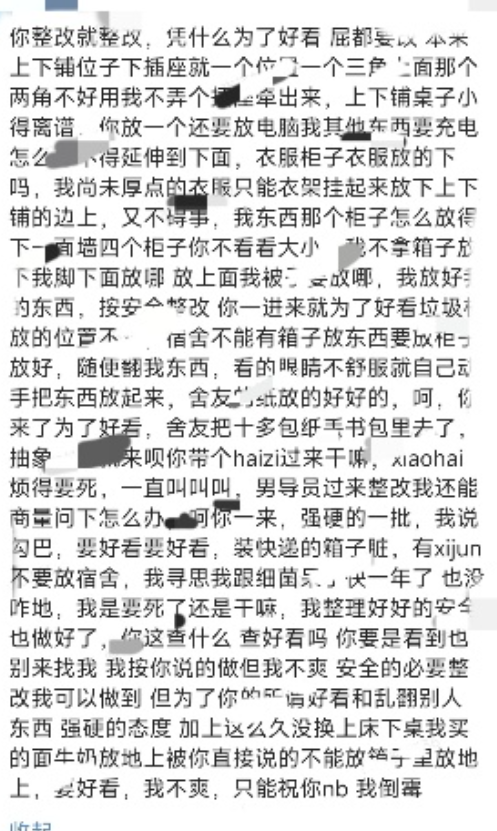 你整改就整改，凭什么为了好看 屁都要改 本来
上下铺位子下插座就一个位 一个三角 上面那个
两角不好用我不弄个插座牵出来，上下铺桌子小
得离谱 你放一个还要放电脑我其他东西要充电
怎么 不得延伸到下面，衣服柜子衣服放的下
吗，我尚未厚点的衣服只能衣架挂起来放下上下
铺的边上，又不碍事，我东西那个柜子怎么放得
下一面墙四个柜子你不看看大小 我不拿箱子放
下我脚下面放哪 放上面我被 放哪，我放好
的东西，按安全整改 你一进来就为了好看垃圾
放的位置不 宿舍不能有箱子放东西要放柜子
放好，随便翻我东西，看的眼睛不舒服就自己动
手把东西放起来，舍友的纸放的好好的，呵，你
来了为了好看，舍友把十多包纸丢书包里去了，
抽象 来呗你带个haizi过来干嘛，xiaohai
烦得要死，一直叫叫叫，男导员过来整改我还能
商量问下怎么办 呵你一来，强硬的一批，我说
勾巴，要好看要好看，装快递的箱子脏，有xijun
不要放宿舍，我寻思我跟细菌 快一年了 也没
咋地，我是要死了还是干嘛，我整理好好的安全
也做好了，你这查什么 查好看吗 你要是看到也
别来找我 我按你说的做但我不爽 安全的必要整
改我可以做到 但为了你的所谓好看和乱翻别人
东西 强硬的态度 加上这么久没换上床下桌我买
的面牛奶放地上被你直接说的不能放 子里放地
上，要好看，我不爽，只能祝你nb 我倒霉
收起